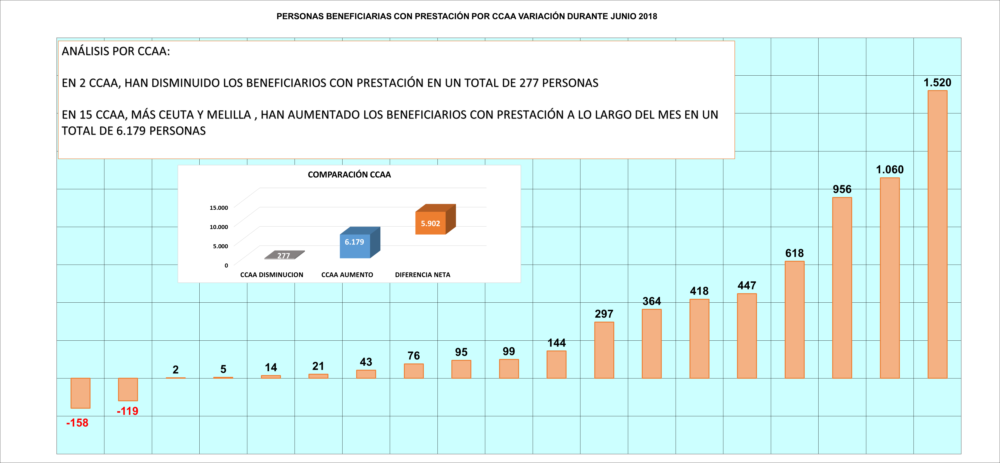 PERSONAS BENEFICIARIAS CON PRESTACIÓN POR CCAA VARIACIÓN DURANTE JUNIO 2018
ANÁLISIS POR CCAA:
EN 2 CCAA, HAN DISMINUIDO LOS BENEFICIARIOS CON PRESTACIÓN EN UN TOTAL DE 277 PERSONAS
EN 15 CCAA, MÁS CEUTA Y MELILLA , HAN AUMENTADO LOS BENEFICIARIOS CON PRESTACIÓN A LO LARGO DEL MES EN UN
TOTAL DE 6.179 PERSONAS
COMPARACIÓN CCAA
15.000
10.000
5.000
0
277
6.179
5.902
CCAA DISMINUCION
CCAA AUMENTO
DIFERENCIA NETA
-158
-119
2
5
14
21
43
76
95
99
144
297
364
418
447
618
956
1.060
1.520